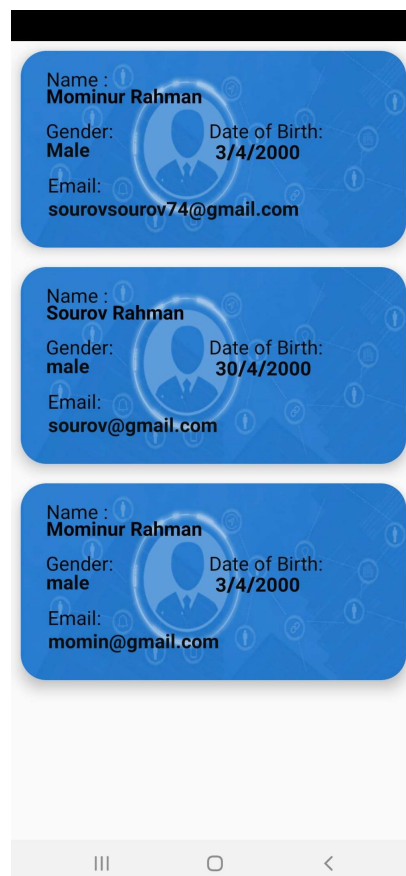 Name :
Mominur Rahman
Gender: Date of Birth:
Male 3/4/2000
Email:
sourovsourov74@gmail.com
Name :
Sourov Rahman
Gender: Date of Birth:
male 30/4/2000
Email:
sourov@gmail.com
Name :
Mominur Rahman
Gender: Date of Birth:
male 3/4/2000
Email:
momin@gmail.com